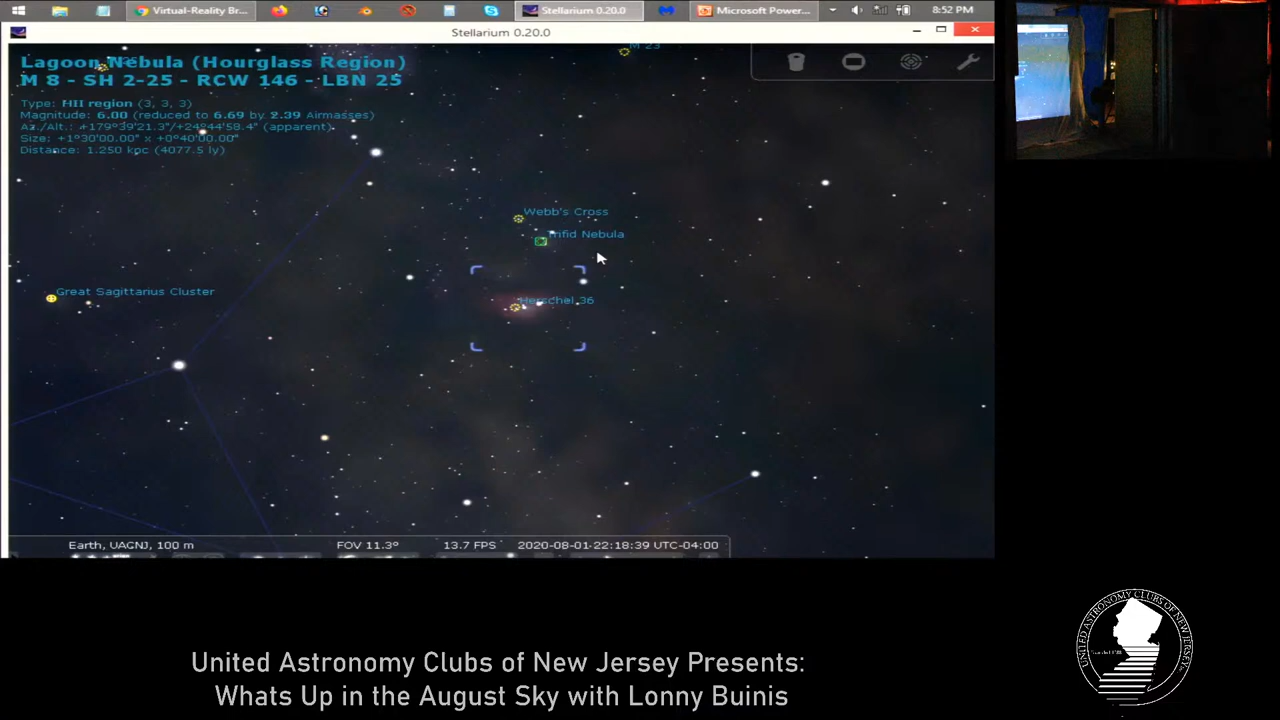 Virtual-Reality Br...
Stellarium 0.20.0
Microsoft Power...
8:52 PM
Stellarium 0.20.0
Lagoon Nebula (Hourglass Region)
M 8 - SH 2-25 - RCW 146 - LBN 25
M 23
Type: HII region (3, 3, 3)
Magnitude: 6.00 (reduced to 6.69 by 2.39 Airmasses)
Az./Alt.: +179°39'21.3"/+24°44'58.4" (apparent)
Size: +1°30'00.00" x +0°40'00.00"
Distance: 1.250 kpc (4077.5 ly)
Webb's Cross
Trifid Nebula
Great Sagittarius Cluster
Herschel 36
Earth, UACNJ, 100 m
FOV 11.3°
13.7 FPS
2020-08-01 22:18:39 UTC-04:00
UNITED ASTRONOMY CLUBS OF NEW JERSEY
United Astronomy Clubs of New Jersey Presents:
Whats Up in the August Sky with Lonny Buinis